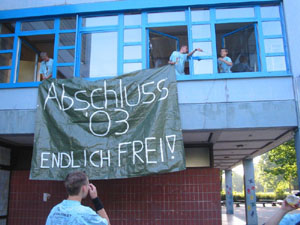 ABSCHLUSS
'03
ENDLICH FREI!